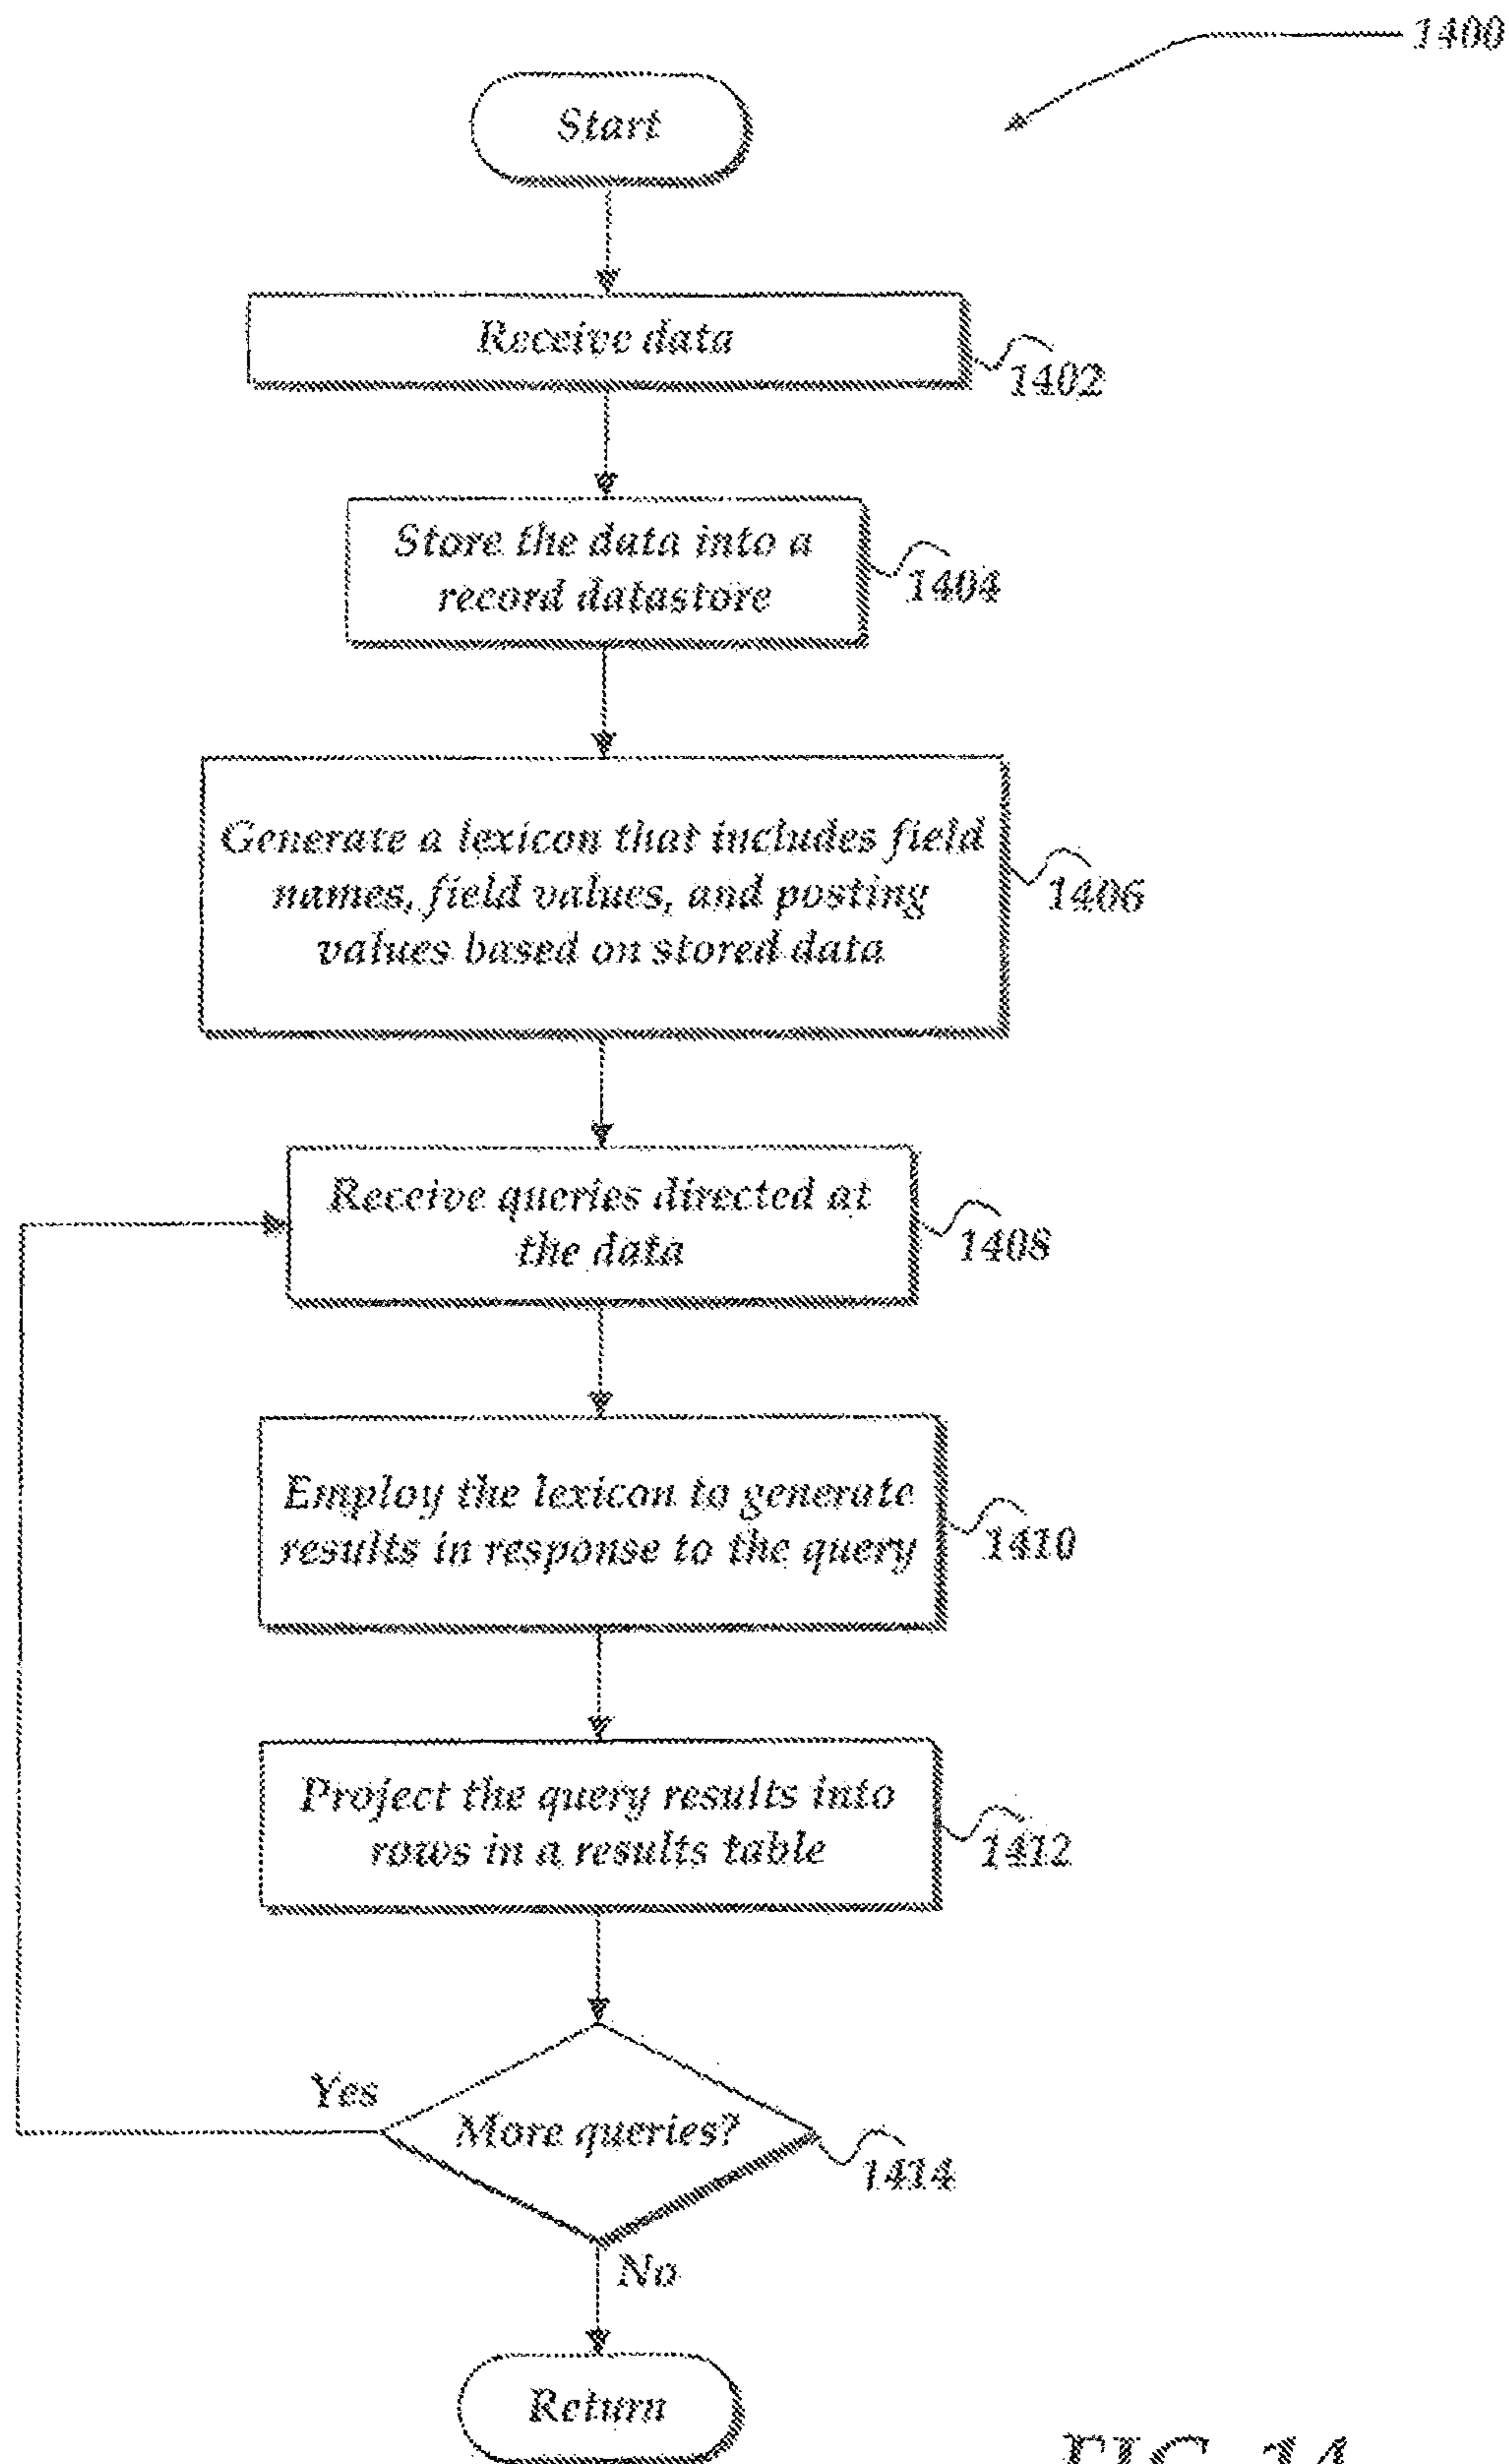 1400
Start
Receive data
1402
Store the data into a
record datastore
1404
Generate a lexicon that includes field
names, field values, and posting
values based on stored data
1406
Receive queries directed at
the data
1408
Employ the lexicon to generate
results in response to the query
1410
Project the query results into
rows in a results table
1412
Yes
More queries?
1414
No
Return
FIG. 14